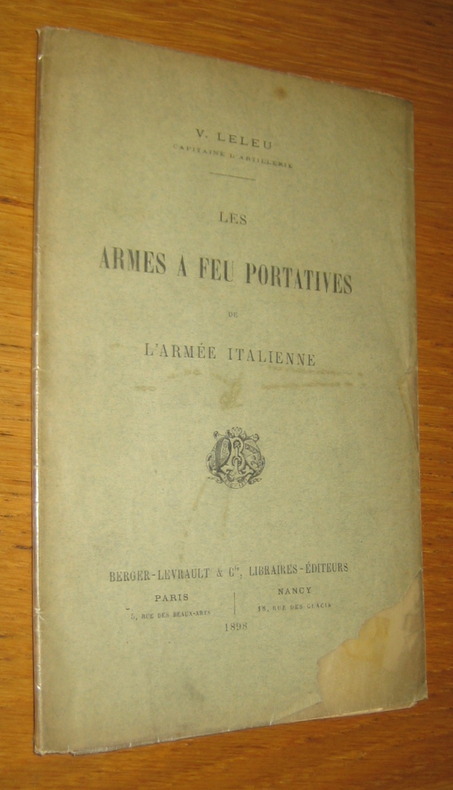 V. LELEU
CAPITAINE D'ARTILLERIE
LES
ARMES A FEU PORTATIVES
DE
L'ARMÉE ITALIENNE
BERGER-LEVRAULT & Cie, LIBRAIRES-ÉDITEURS
PARIS
5, RUE DES BEAUX-ARTS
NANCY
18, RUE DES GLACIS
1898